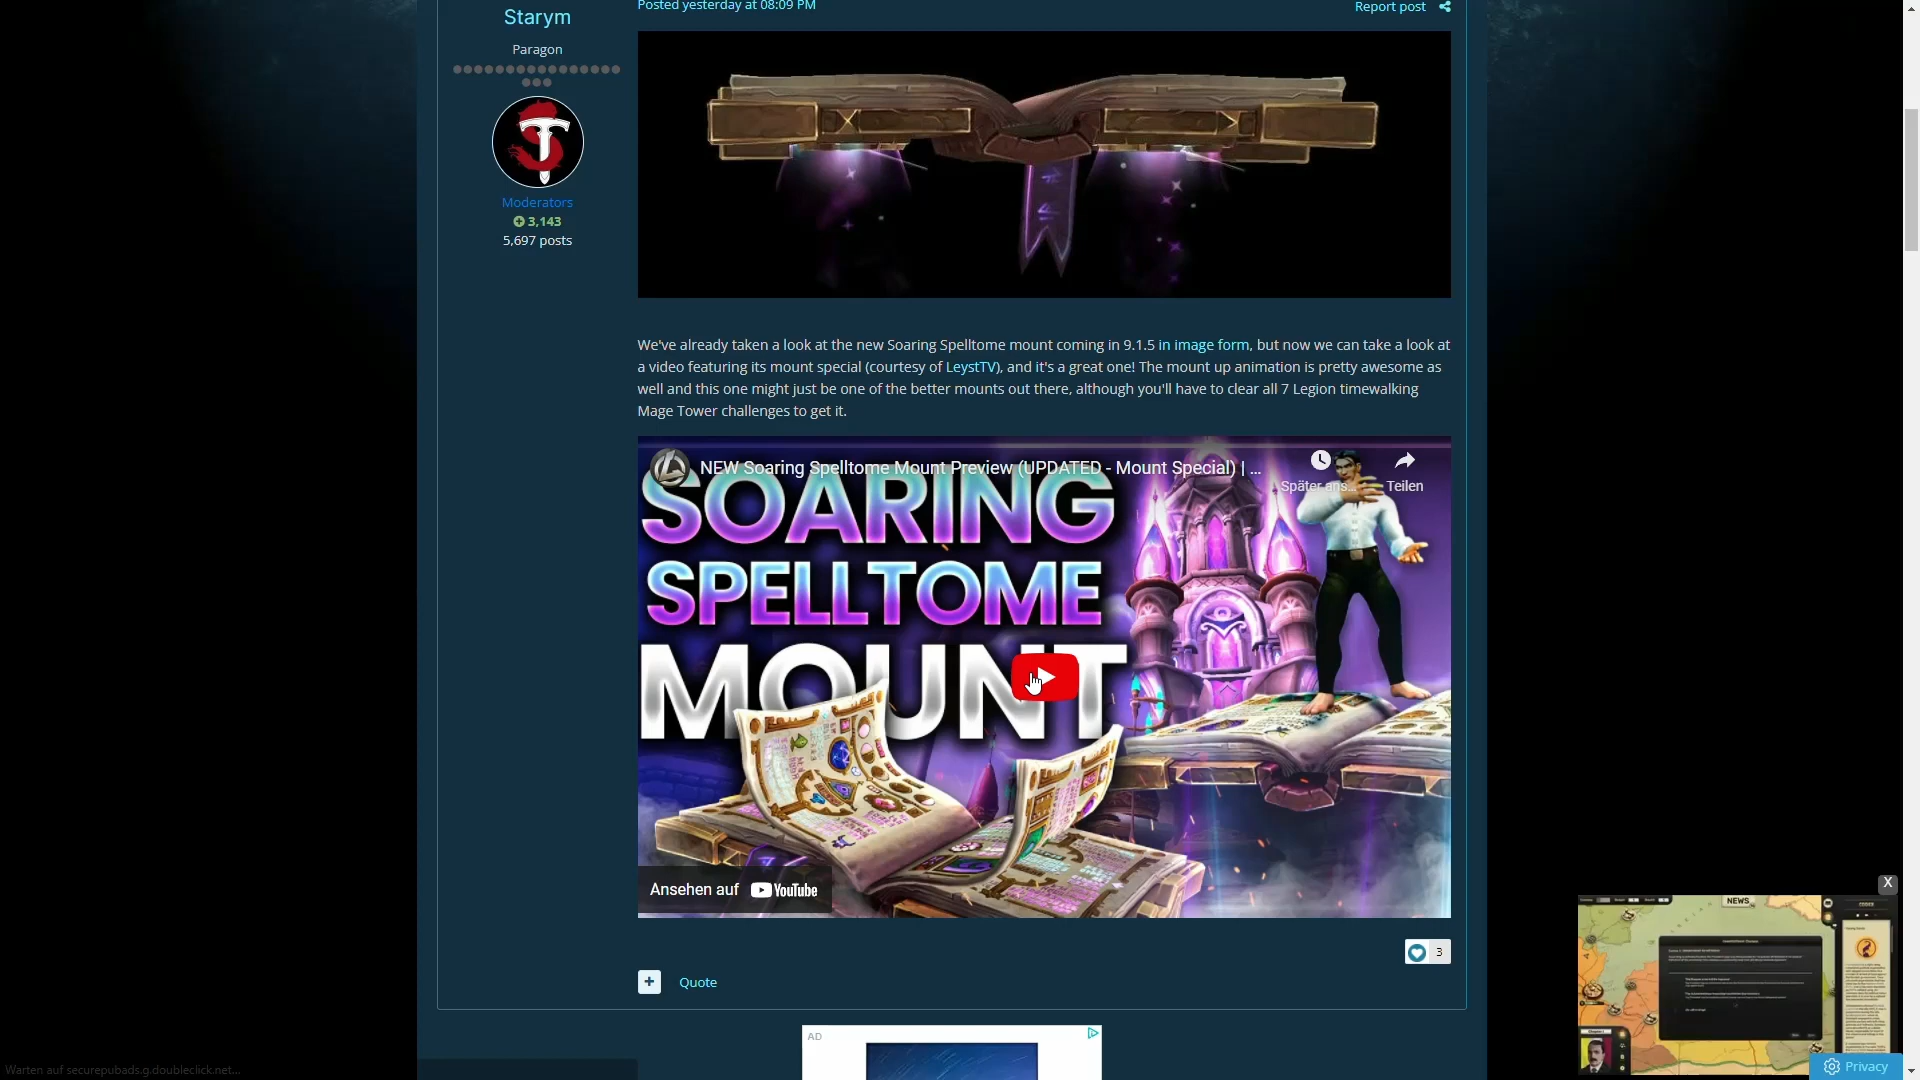 Starym
Posted yesterday at 08:09 PM
Report post
Paragon
Moderators
3,143
5,697 posts
We've already taken a look at the new Soaring Spelltome mount coming in 9.1.5 in image form, but now we can take a look at
a video featuring its mount special (courtesy of LeystTV), and it's a great one! The mount up animation is pretty awesome as
well and this one might just be one of the better mounts out there, although you'll have to clear all 7 Legion timewalking
Mage Tower challenges to get it.
NEW Soaring Spelltome Mount Preview (UPDATED - Mount Special) | ...
Später ans...
Teilen
SOARING
SPELLTOME
MOUNT
Ansehen auf YouTube
3
+
Quote
AD
X
NEWS
Privacy
Warten auf securepubads.g.doubleclick.net...